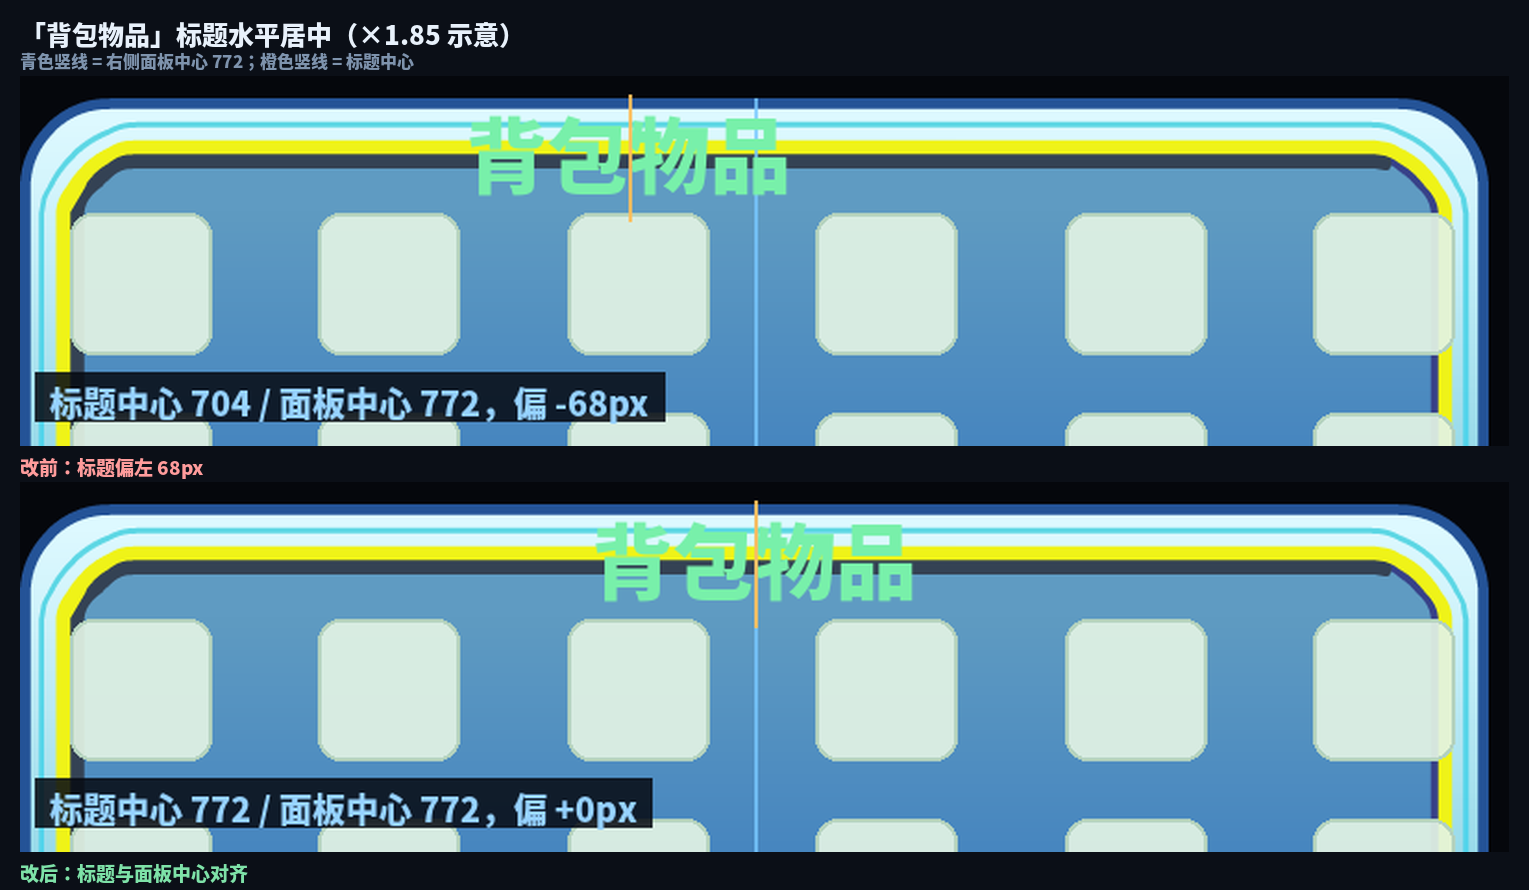 「背包物品」标题水平居中（×1.85 示意）
青色竖线 = 右侧面板中心 772；橙色竖线 = 标题中心
背包物品
标题中心 704 / 面板中心 772，偏 -68px
改前：标题偏左 68px
背包物品
标题中心 772 / 面板中心 772，偏 +0px
改后：标题与面板中心对齐